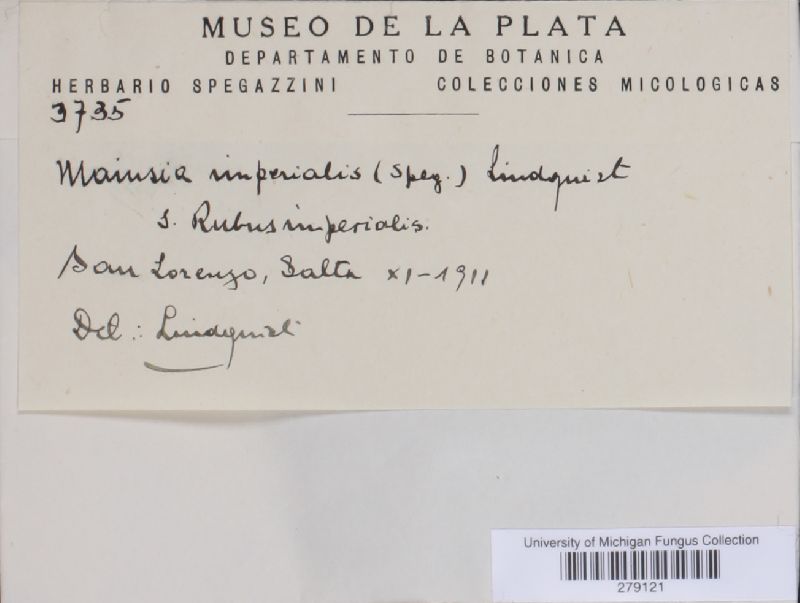 MUSEO DE LA PLATA
DEPARTAMENTO DE BOTANICA
HERBARIO SPEGAZZINI COLECCIONES MICOLOGICAS
3735
Mainsia imperialis (Speg.) Lindquist
s. Rubus imperialis.
San Lorenzo, Salta XI-1911
Det.: Lindquist
University of Michigan Fungus Collection
279121